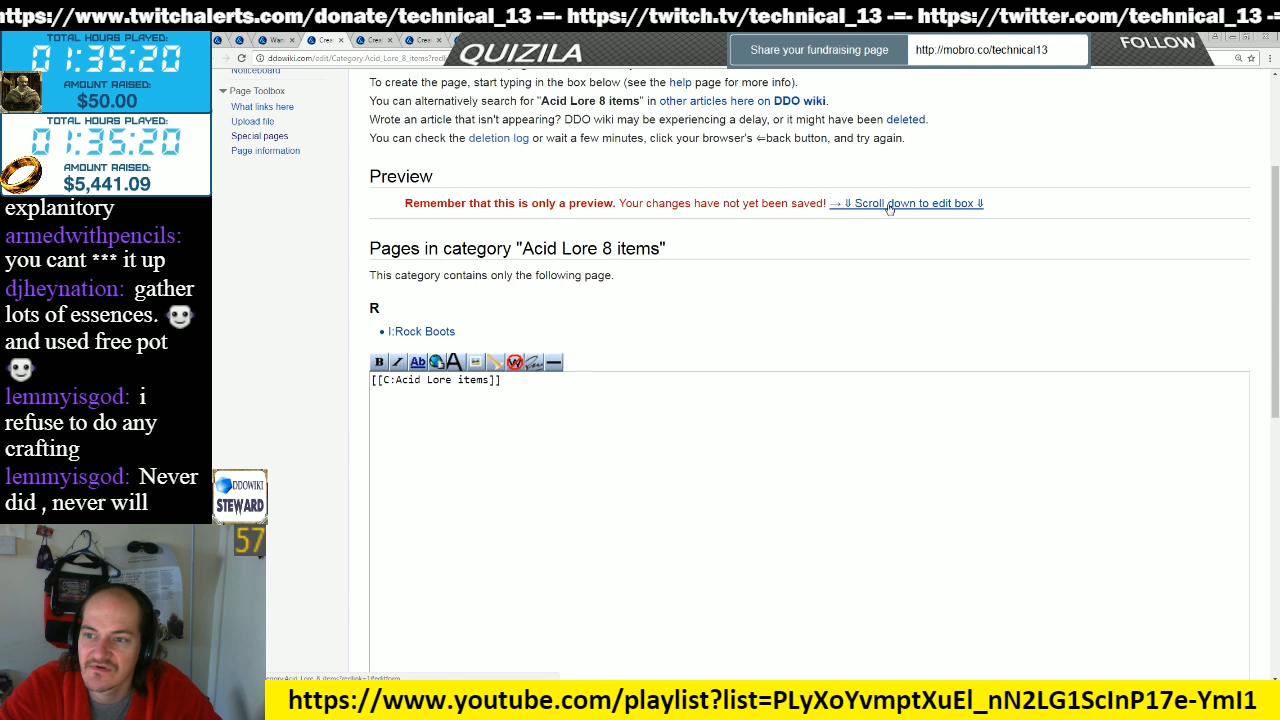 https://www.twitchalerts.com/donate/technical_13 -=- https://twitch.tv/technical_13 -=- https://twitter.com/technical_13 -=
TOTAL HOURS PLAYED:
01:35:20
AMOUNT RAISED:
$50.00
TOTAL HOURS PLAYED:
01:35:20
AMOUNT RAISED:
$5,441.09
explanitory
armedwithpencils:
you cant *** it up
djheynation: gather
lots of essences.
and used free pot
lemmyisgod: i
refuse to do any
crafting
lemmyisgod: Never
did , never will
DDOWIKI
STEWARD
57
QUIZILA
Share your fundraising page
http://mobro.co/technical13
FOLLOW
Noticeboard
Page Toolbox
What links here
Upload file
Special pages
Page information
To create the page, start typing in the box below (see the help page for more info).
You can alternatively search for "Acid Lore 8 items" in other articles here on DDO wiki.
Wrote an article that isn't appearing? DDO wiki may be experiencing a delay, or it might have been deleted.
You can check the deletion log or wait a few minutes, click your browser's ⇐back button, and try again.
Preview
Remember that this is only a preview. Your changes have not yet been saved! → ⇓ Scroll down to edit box ⇓
Pages in category "Acid Lore 8 items"
This category contains only the following page.
R
• I:Rock Boots
B I Ab A
[[C:Acid Lore items]]
https://www.youtube.com/playlist?list=PLyXoYvmptXuEl_nN2LG1ScInP17e-YmI1